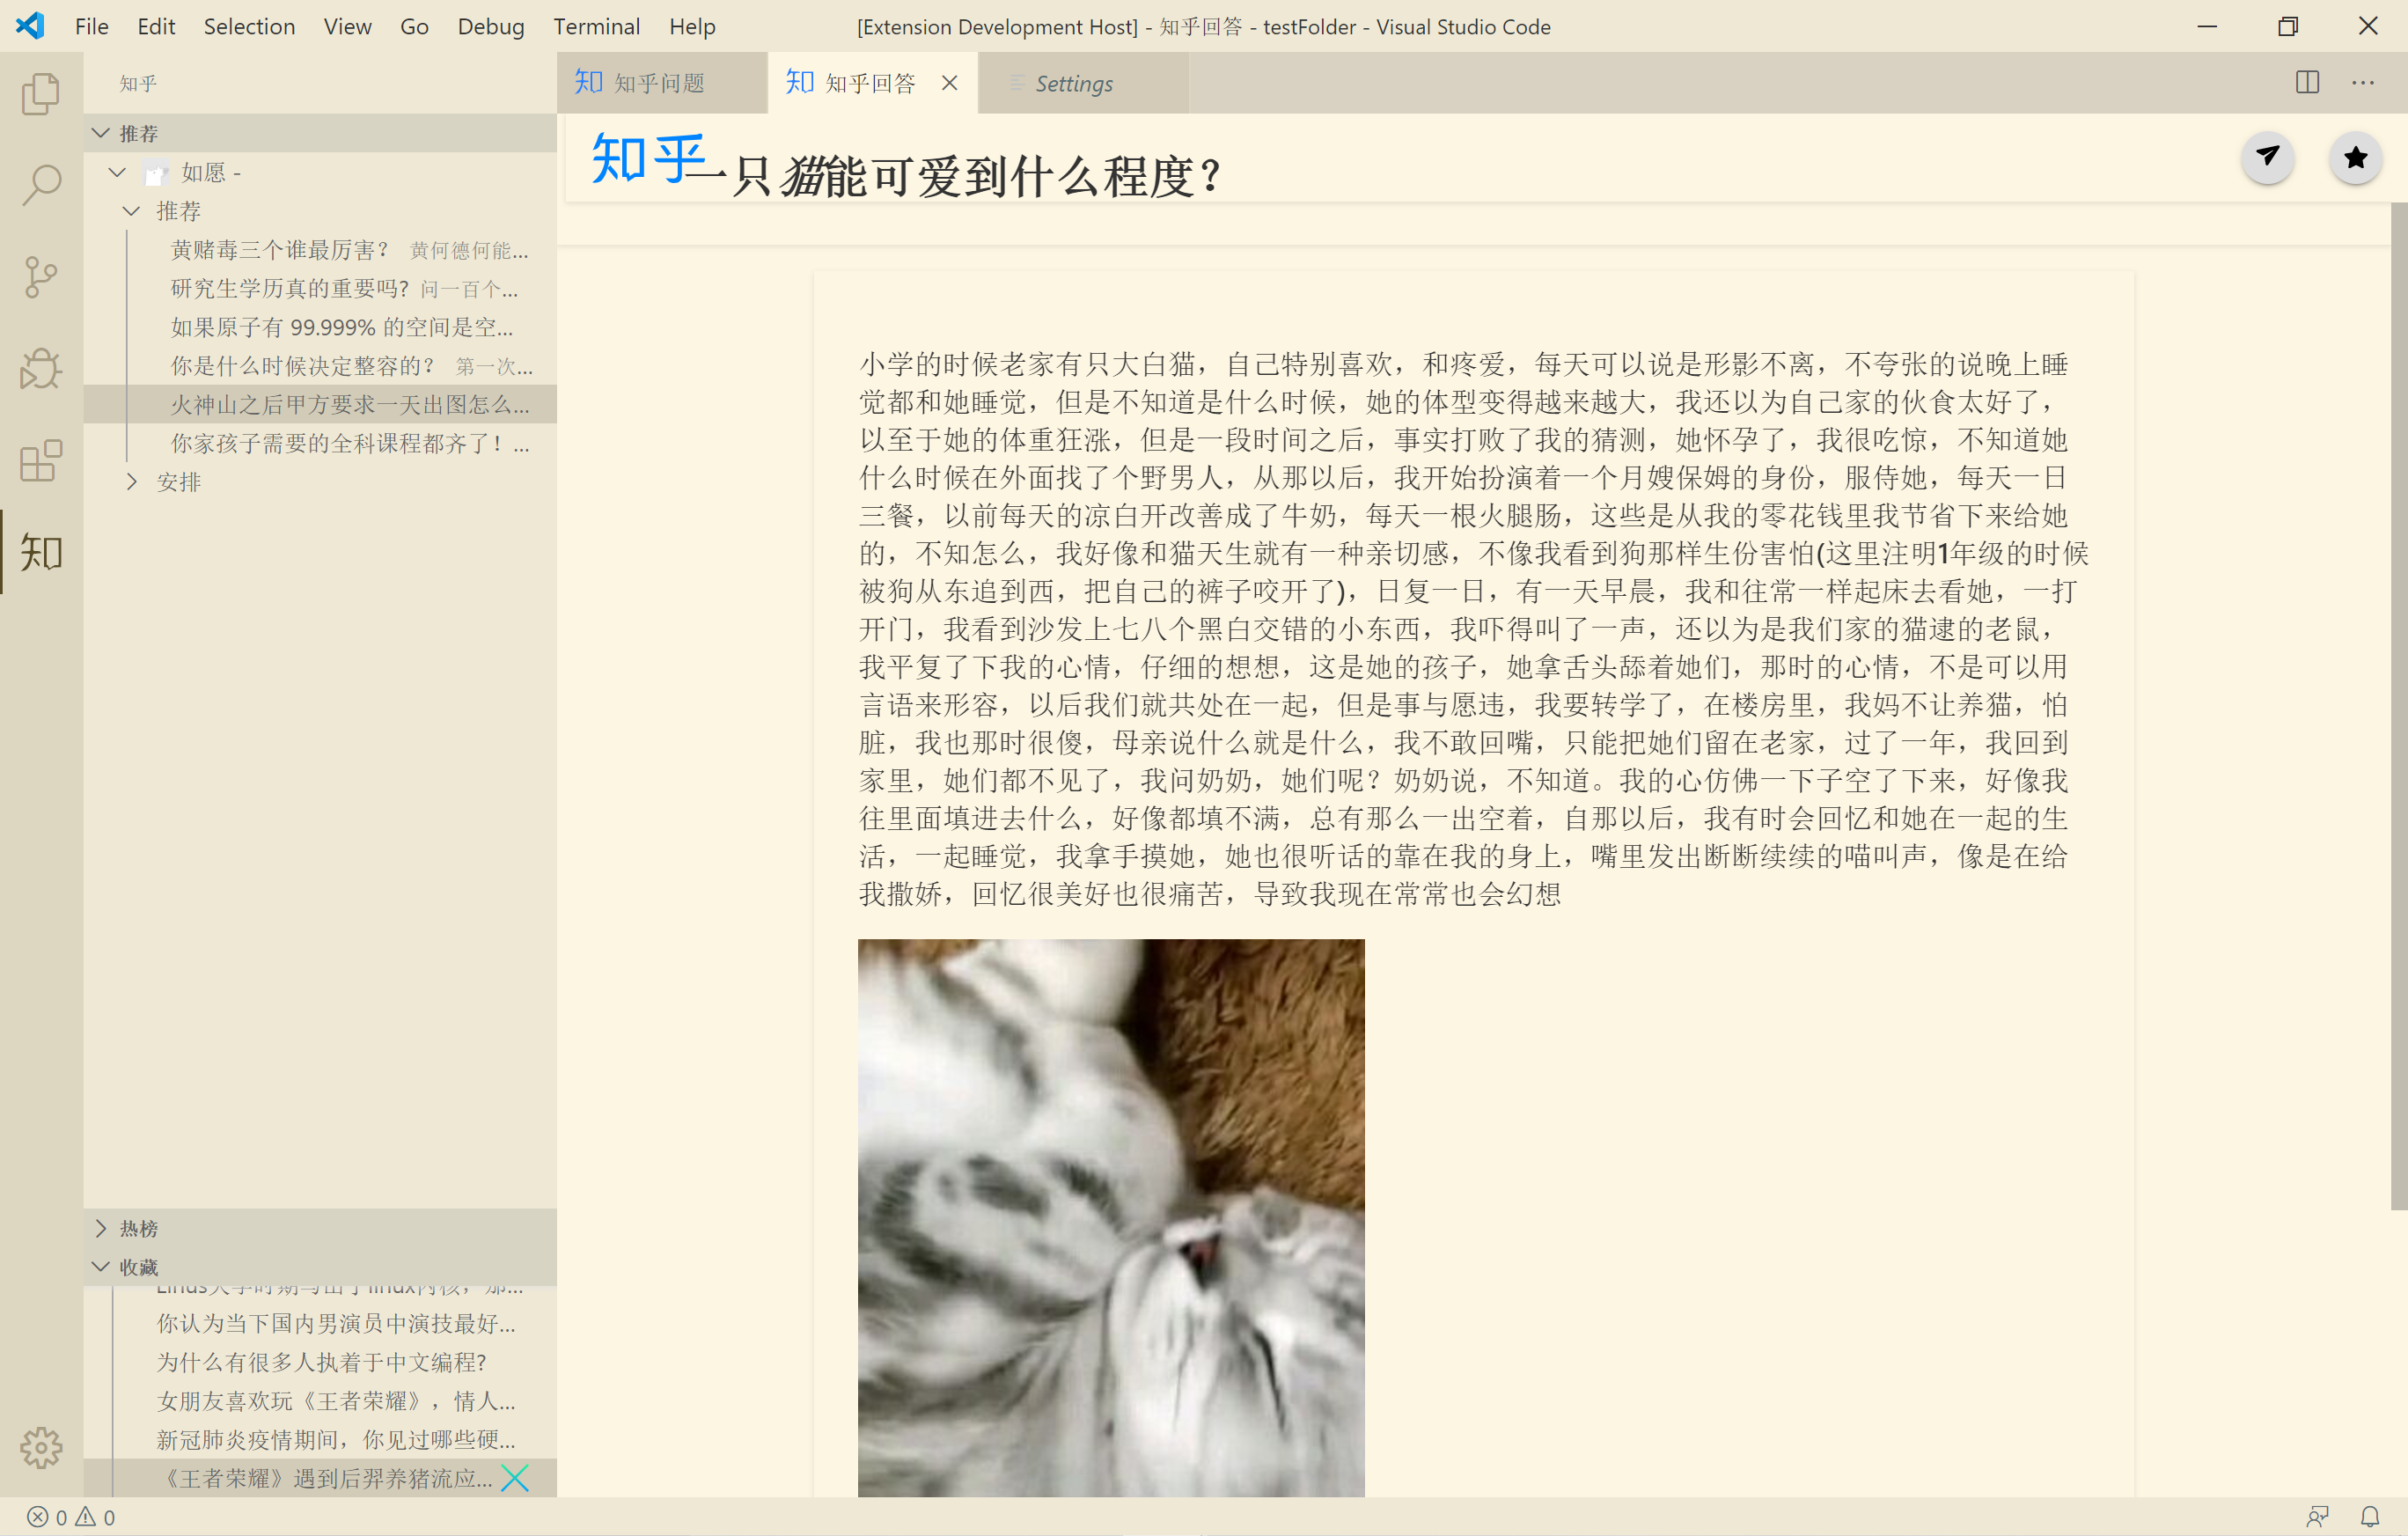 File Edit Selection View Go Debug Terminal Help
[Extension Development Host] - 知乎回答 - testFolder - Visual Studio Code
知乎
推荐
如愿 -
推荐
黄赌毒三个谁最厉害? 黄何德何能...
研究生学历真的重要吗? 问一百个...
如果原子有 99.999% 的空间是空...
你是什么时候决定整容的? 第一次...
火神山之后甲方要求一天出图怎么...
你家孩子需要的全科课程都齐了! ...
安排
知
热榜
收藏
Linus大学时期写出了linux内核，那...
你认为当下国内男演员中演技最好...
为什么有很多人执着于中文编程?
女朋友喜欢玩《王者荣耀》，情人...
新冠肺炎疫情期间，你见过哪些硬...
《王者荣耀》遇到后羿养猪流应...
知 知乎问题
知 知乎回答
Settings
知乎
一只猫能可爱到什么程度?
小学的时候老家有只大白猫，自己特别喜欢，和疼爱，每天可以说是形影不离，不夸张的说晚上睡
觉都和她睡觉，但是不知道是什么时候，她的体型变得越来越大，我还以为自己家的伙食太好了，
以至于她的体重狂涨，但是一段时间之后，事实打败了我的猜测，她怀孕了，我很吃惊，不知道她
什么时候在外面找了个野男人，从那以后，我开始扮演着一个月嫂保姆的身份，服侍她，每天一日
三餐，以前每天的凉白开改善成了牛奶，每天一根火腿肠，这些是从我的零花钱里我节省下来给她
的，不知怎么，我好像和猫天生就有一种亲切感，不像我看到狗那样生份害怕(这里注明1年级的时候
被狗从东追到西，把自己的裤子咬开了)，日复一日，有一天早晨，我和往常一样起床去看她，一打
开门，我看到沙发上七八个黑白交错的小东西，我吓得叫了一声，还以为是我们家的猫逮的老鼠，
我平复了下我的心情，仔细的想想，这是她的孩子，她拿舌头舔着她们，那时的心情，不是可以用
言语来形容，以后我们就共处在一起，但是事与愿违，我要转学了，在楼房里，我妈不让养猫，怕
脏，我也那时很傻，母亲说什么就是什么，我不敢回嘴，只能把她们留在老家，过了一年，我回到
家里，她们都不见了，我问奶奶，她们呢？奶奶说，不知道。我的心仿佛一下子空了下来，好像我
往里面填进去什么，好像都填不满，总有那么一出空着，自那以后，我有时会回忆和她在一起的生
活，一起睡觉，我拿手摸她，她也很听话的靠在我的身上，嘴里发出断断续续的喵叫声，像是在给
我撒娇，回忆很美好也很痛苦，导致我现在常常也会幻想
0 0